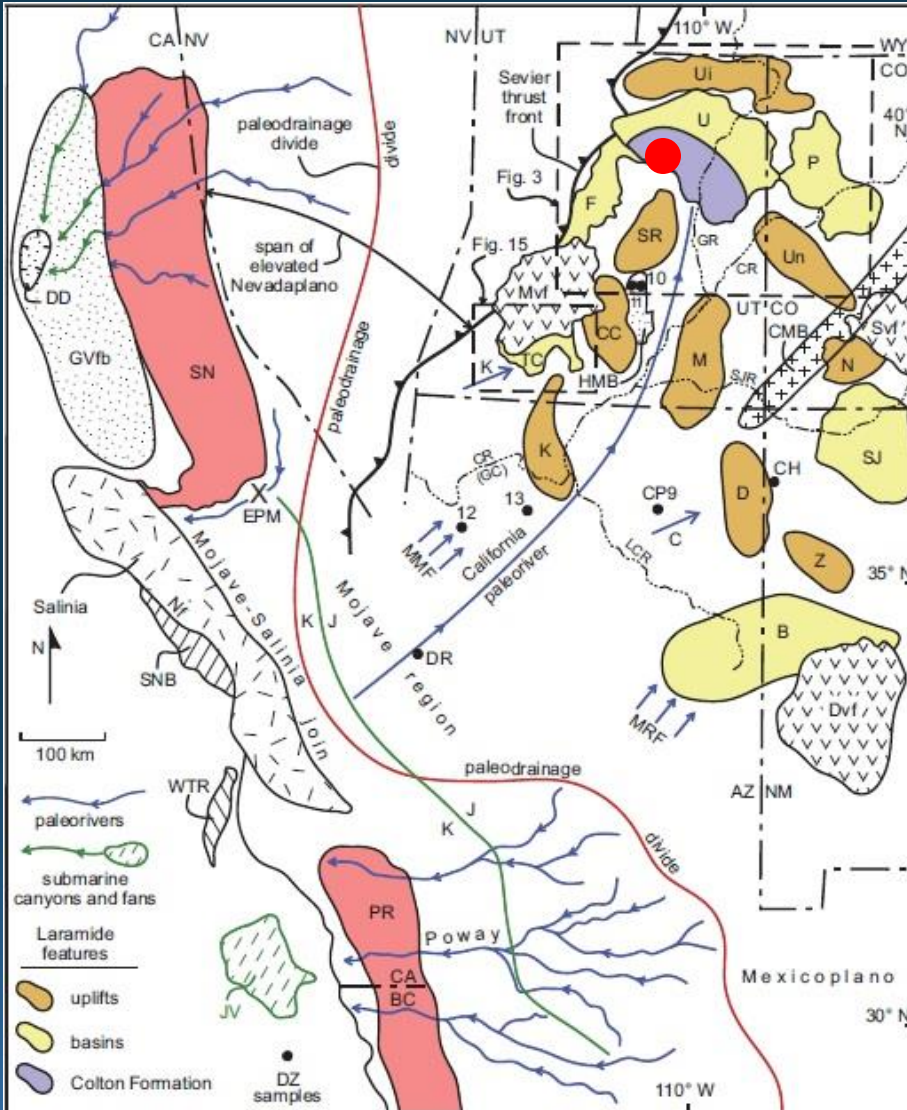 CA
NV
NV
UT
110° W
WY
CO
Sevier
thrust
front
Ui
U
40°
N
paleodrainage
divide
divide
Fig. 3
F
P
SR
GR
CR
Un
span of
elevated
Nevadaplano
Fig. 15
DD
Mvf
10
11
CC
UT
CO
CMB
Svf
GVfb
SN
TC
K
HMB
M
SJR
N
paleodrainage
K
CR
(GC)
SJ
D
CH
EPM
12
13
CP9
C
MMF
California
paleoriver
LCR
Z
35° N
Mojave-Salinia
join
Mojave
region
Salinia
N
SNB
K
J
DR
B
MRF
Dvf
100 km
WTR
paleodrainage
divide
AZ
NM
paleorivers
J
K
submarine
canyons and fans
PR
Poway
Laramide
features
JV
CA
BC
Mexicoplano
uplifts
30° N
basins
DZ
samples
Colton Formation
110° W